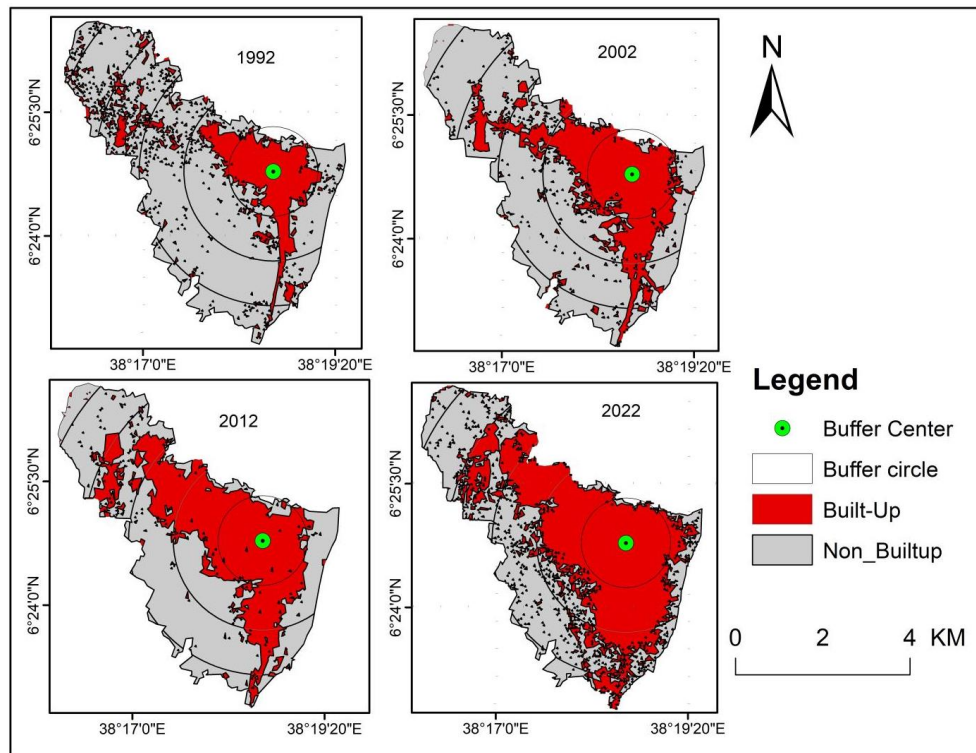 1992
6°25'30"N
6°24'0"N
38°17'0"E
38°19'20"E
2002
6°25'30"N
6°24'0"N
38°17'0"E
38°19'20"E
N
2012
6°25'30"N
6°24'0"N
38°17'0"E
38°19'20"E
2022
6°25'30"N
6°24'0"N
38°17'0"E
38°19'20"E
Legend
Buffer Center
Buffer circle
Built-Up
Non_Builtup
0 2 4 KM